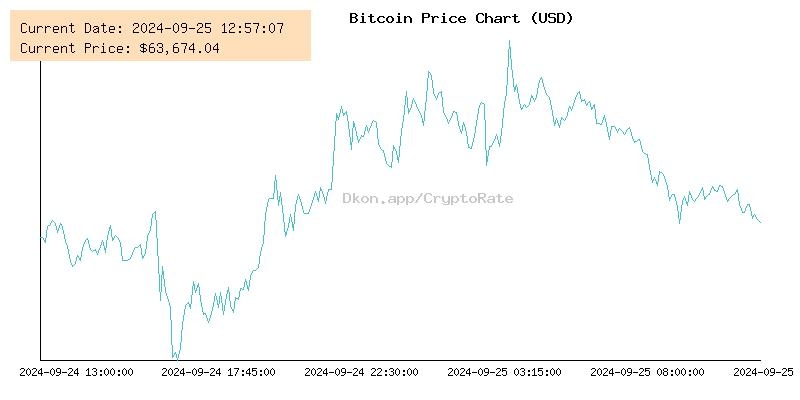 Bitcoin Price Chart (USD)
Current Date: 2024-09-25 12:57:07
Current Price: $63,674.04
Dkon.app/CryptoRate
2024-09-24 13:00:00 2024-09-24 17:45:00 2024-09-24 22:30:00 2024-09-25 03:15:00 2024-09-25 08:00:00 2024-09-25